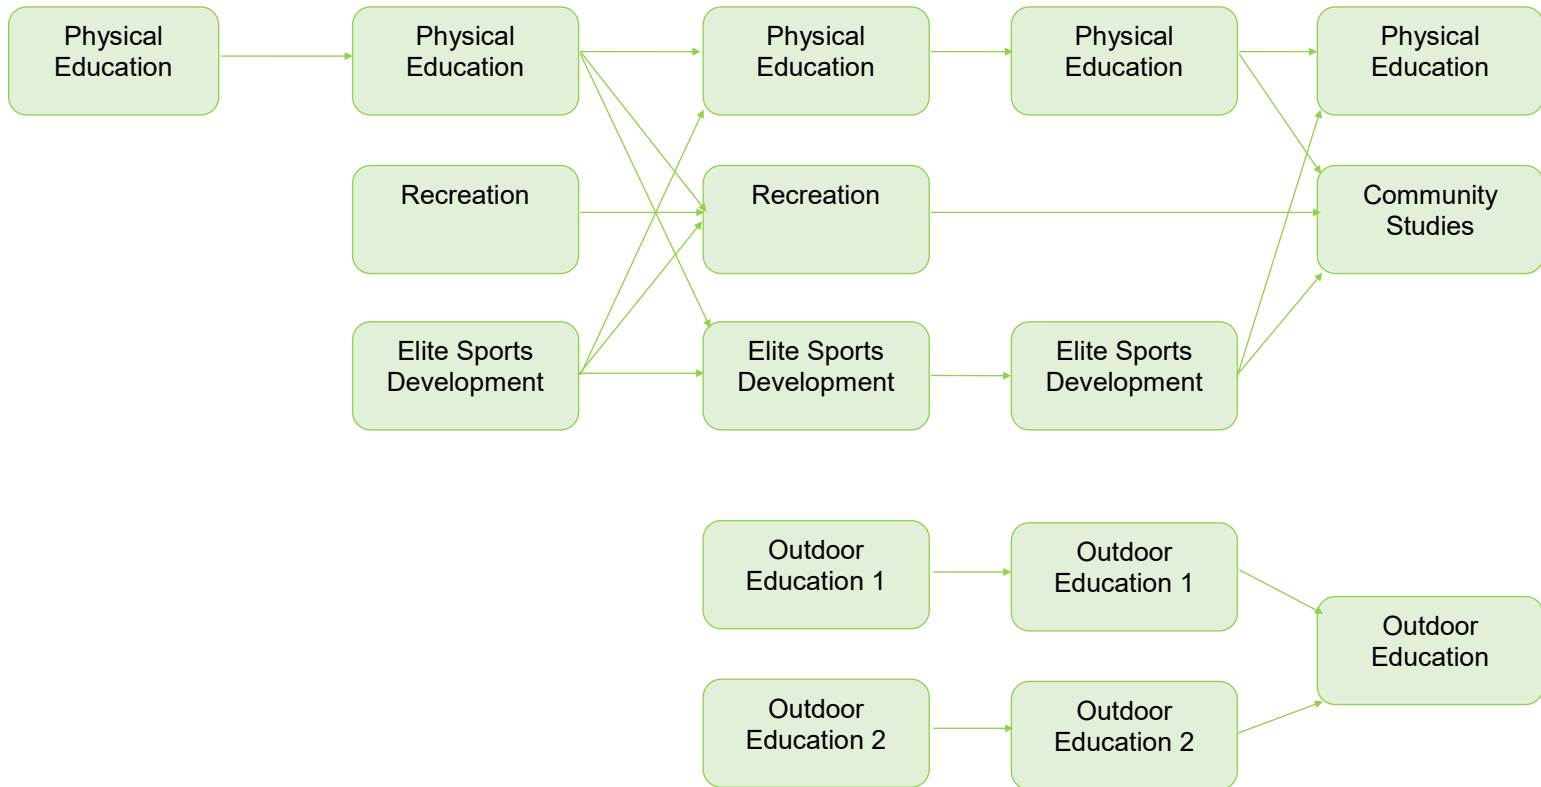 Physical
Education
Physical
Education
Physical
Education
Physical
Education
Physical
Education
Recreation
Recreation
Community
Studies
Elite Sports
Development
Elite Sports
Development
Elite Sports
Development
Outdoor
Education 1
Outdoor
Education 1
Outdoor
Education
Outdoor
Education 2
Outdoor
Education 2